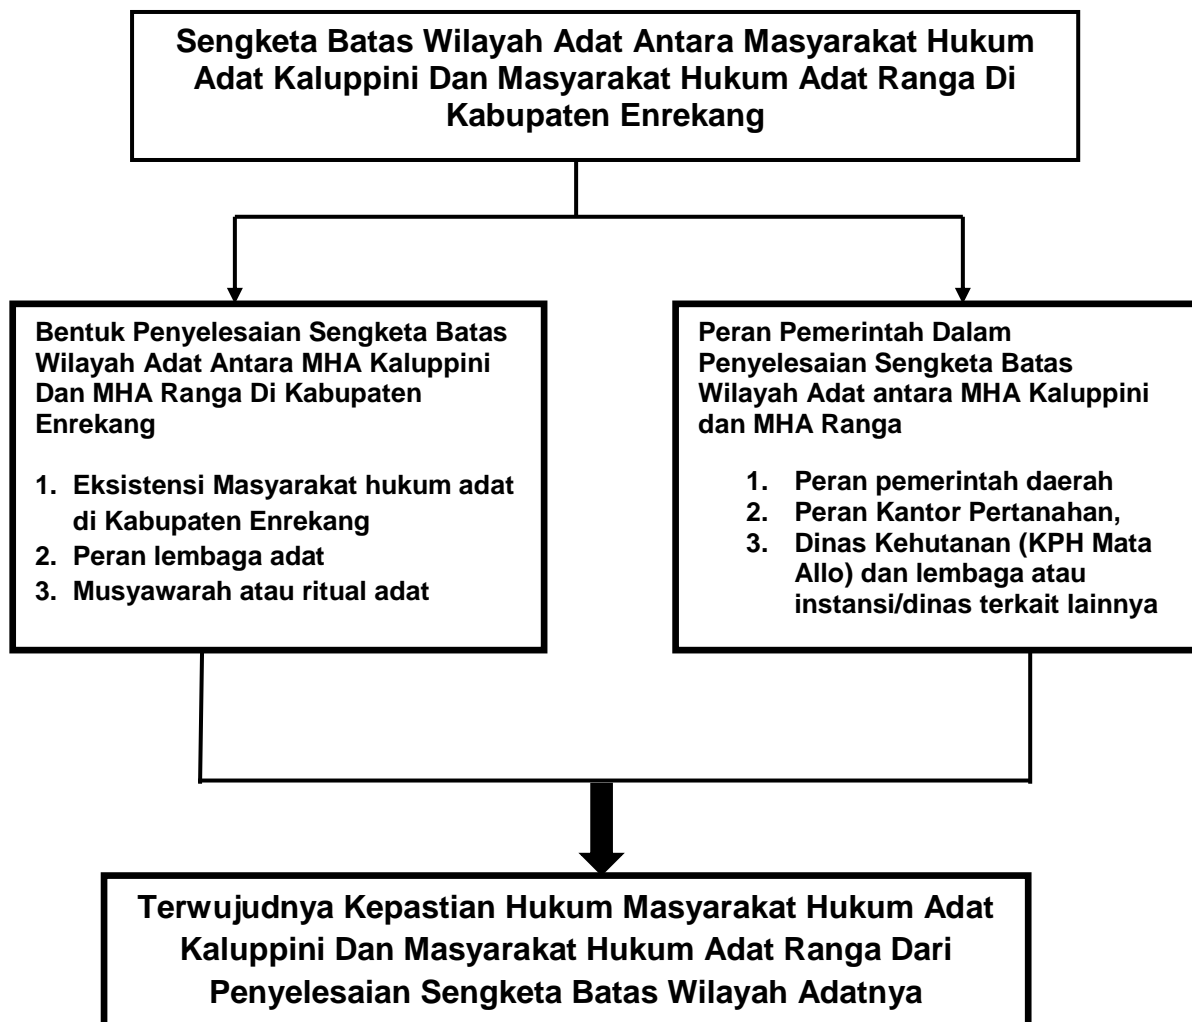 Sengketa Batas Wilayah Adat Antara Masyarakat Hukum
Adat Kaluppini Dan Masyarakat Hukum Adat Ranga Di
Kabupaten Enrekang
Bentuk Penyelesaian Sengketa Batas
Wilayah Adat Antara MHA Kaluppini
Dan MHA Ranga Di Kabupaten
Enrekang
1. Eksistensi Masyarakat hukum adat
di Kabupaten Enrekang
2. Peran lembaga adat
3. Musyawarah atau ritual adat
Peran Pemerintah Dalam
Penyelesaian Sengketa Batas
Wilayah Adat antara MHA Kaluppini
dan MHA Ranga
1. Peran pemerintah daerah
2. Peran Kantor Pertanahan,
3. Dinas Kehutanan (KPH Mata
Allo) dan lembaga atau
instansi/dinas terkait lainnya
Terwujudnya Kepastian Hukum Masyarakat Hukum Adat
Kaluppini Dan Masyarakat Hukum Adat Ranga Dari
Penyelesaian Sengketa Batas Wilayah Adatnya